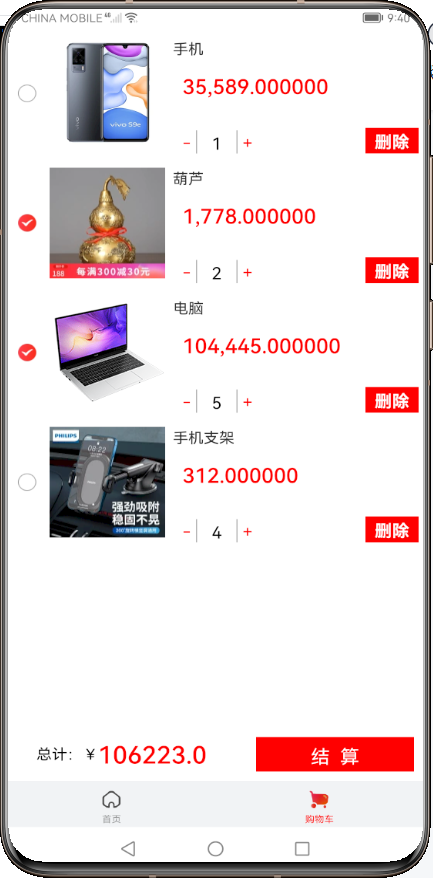 CHINA MOBILE 9:40
手机
35,589.000000
vivo S9e
- 1 +
删除
葫芦
1,778.000000
188
每满300减30元
- 2 +
删除
电脑
104,445.000000
- 5 +
删除
手机支架
PHILIPS
08:22
312.000000
强劲吸附
稳固不晃
- 4 +
删除
总计：￥106223.0
结 算
首页
购物车